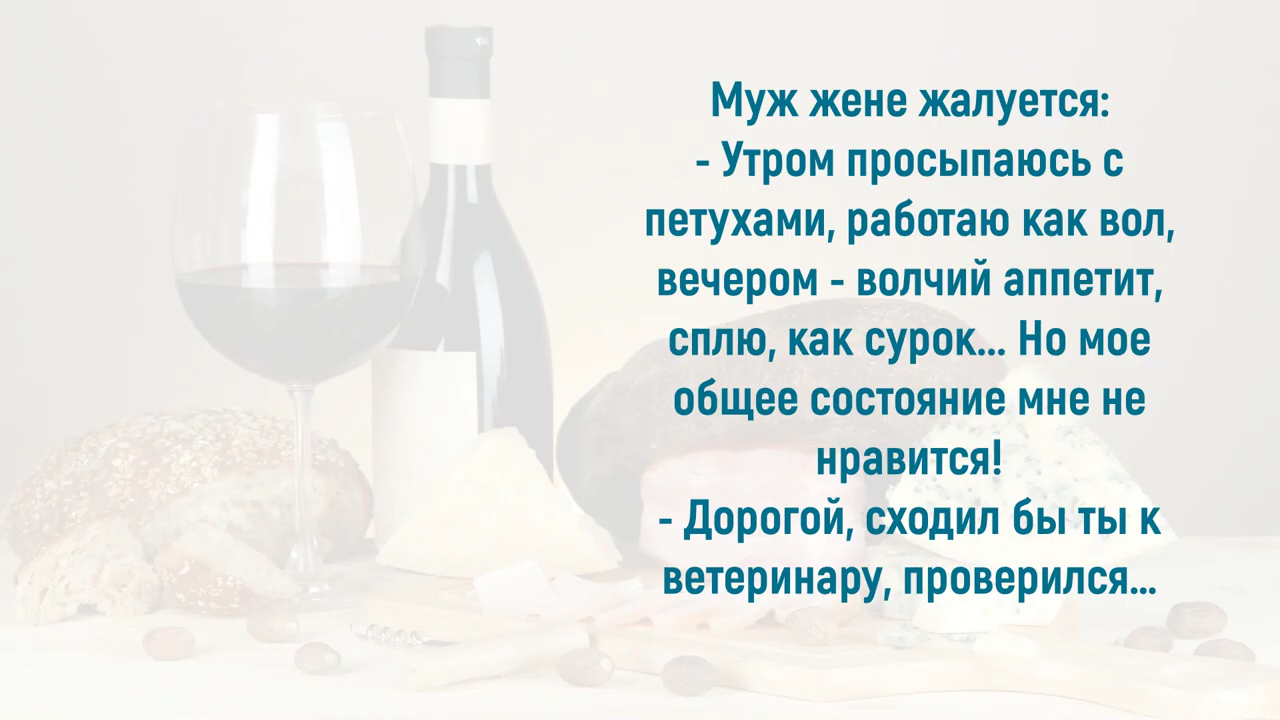 Муж жене жалуется:
- Утром просыпаюсь с
петухами, работаю как вол,
вечером - волчий аппетит,
сплю, как сурок... Но мое
общее состояние мне не
нравится!
- Дорогой, сходил бы ты к
ветеринару, проверился...